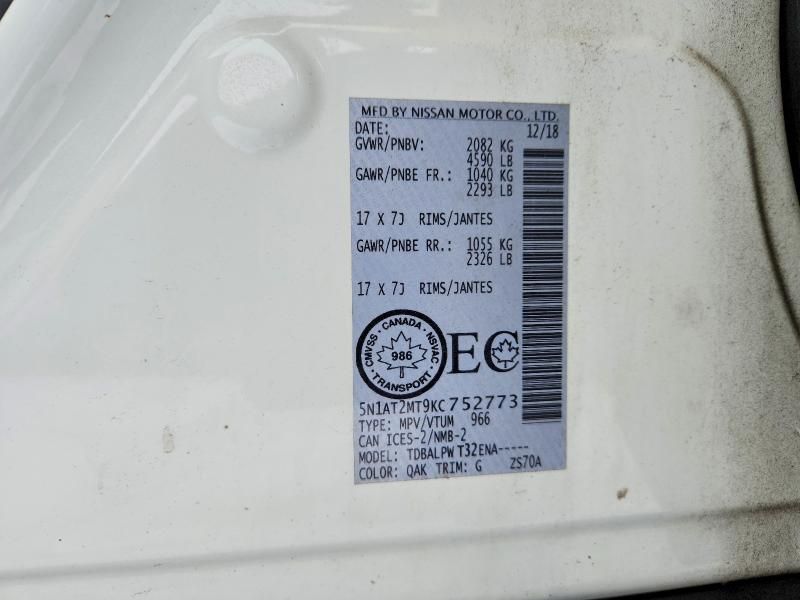 MFD BY NISSAN MOTOR CO., LTD.
DATE: 12/18
GVWR/PNBV: 2082 KG
4590 LB
GAWR/PNBE FR.: 1040 KG
2293 LB
17 X 7J RIMS/JANTES
GAWR/PNBE RR.: 1055 KG
2326 LB
17 X 7J RIMS/JANTES
CMVSS · CANADA · NSVAC · TRANSPORT ·
986
EC
5N1AT2MT9KC752773
TYPE: MPV/VTUM 966
CAN ICES-2/NMB-2
MODEL: TDBALPW T32ENA-----
COLOR: QAK TRIM: G ZS70A